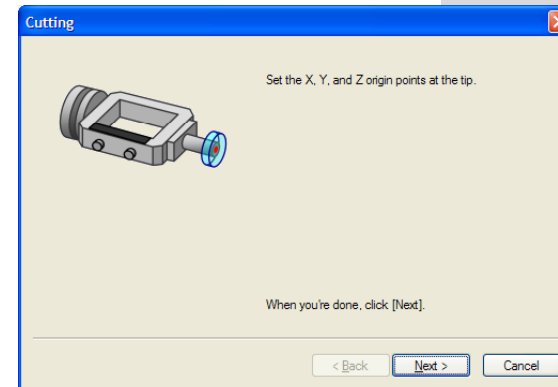 Cutting
Set the X, Y, and Z origin points at the tip.
When you're done, click [Next].
< Back
Next >
Cancel